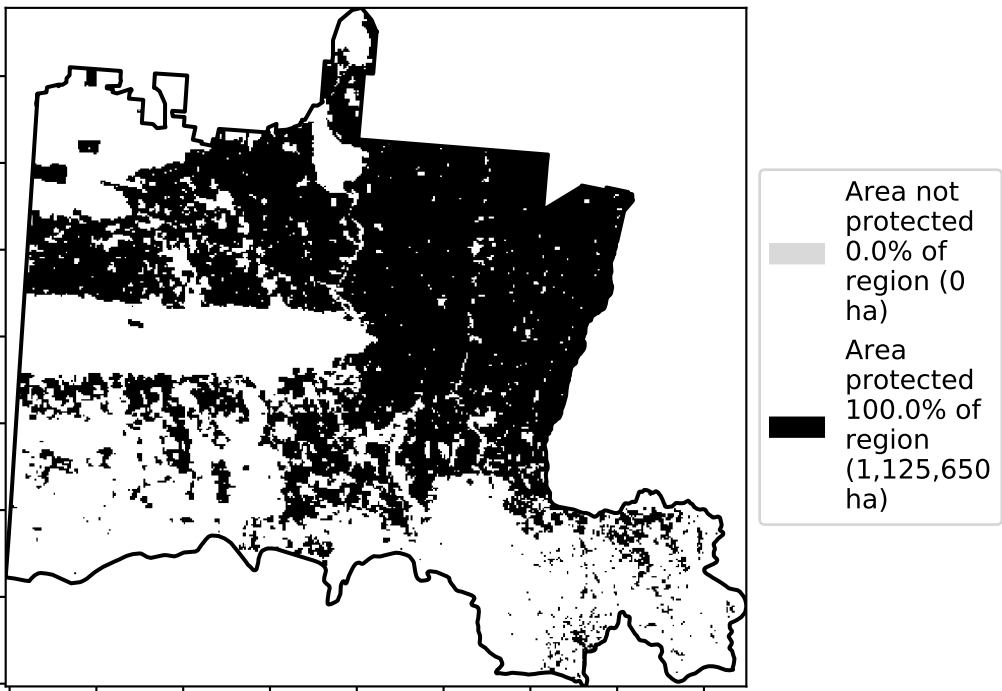 Area not
protected
0.0% of
region (0
ha)
Area
protected
100.0% of
region
(1,125,650
ha)